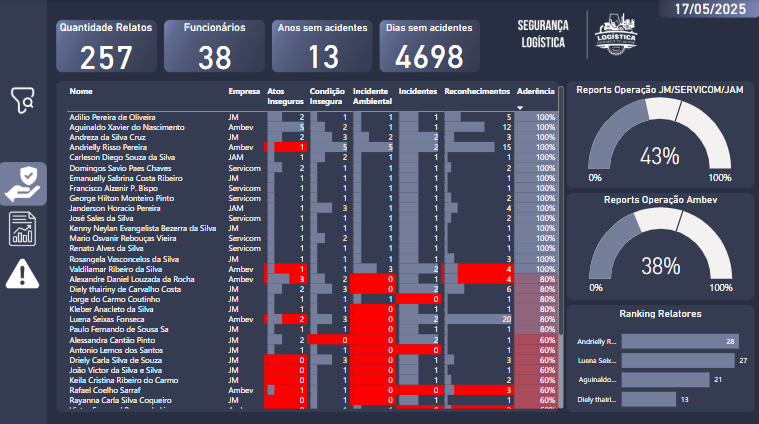 17/05/2025
Quantidade Relatos
257
Funcionários
38
Anos sem acidentes
13
Dias sem acidentes
4698
SEGURANÇA
LOGÍSTICA
LOGÍSTICA
Nome Empresa Atos Inseguros Condição Insegura Incidente Ambiental Incidentes Reconhecimentos Aderência
Adilio Pereira de Oliveira JM 2 1 1 1 5 100%
Aguinaldo Xavier do Nascimento Ambev 5 2 1 1 12 100%
Andreza da Silva Cruz JM 3 2 2 3 100%
Andrielly Risso Pereira Ambev 1 5 5 2 15 100%
Carleson Diego Souza da Silva JAM 1 2 1 1 1 100%
Domingos Savio Paes Chaves Servicom 2 1 1 1 2 100%
Emanuelly Sabrina Costa Ribeiro JM 1 1 1 1 1 100%
Francisco Alzenir P. Bispo Servicom 1 1 1 1 1 100%
George Hilton Monteiro Pinto Servicom 1 1 1 1 2 100%
Janderson Horacio Pereira JAM 1 3 1 1 4 100%
José Sales da Silva Servicom 1 1 1 1 2 100%
Kenny Neylan Evangelista Bezerra da Silva JM 1 1 1 1 1 100%
Mario Osvanir Rebouças Vieira Servicom 1 2 1 1 1 100%
Renato Alves da Silva Servicom 1 1 1 1 1 100%
Rosangela Vasconcelos da Silva JM 1 1 1 1 3 100%
Valdilamar Ribeiro da Silva Ambev 1 1 3 2 4 100%
Alexandre Daniel Louzada da Rocha Ambev 3 2 0 1 4 80%
Diely thairiny de Carvalho Costa JM 2 3 0 2 6 80%
Jorge do Carmo Coutinho JM 1 1 1 0 1 80%
Kleber Anacleto da Silva JM 1 1 0 1 1 80%
Luena Seixas Fonseca Ambev 2 3 0 2 20 80%
Paulo Fernando de Sousa Sa JM 1 1 0 1 1 80%
Alessandra Cantão Pinto JM 2 0 0 2 1 60%
Antonio Lemos dos Santos JM 1 1 0 0 1 60%
Driely Carla Silva de Souza JM 0 3 0 1 3 60%
João Victor da Silva e Silva JM 0 1 0 1 1 60%
Keila Cristina Ribeiro do Carmo JM 0 1 0 1 2 60%
Rafael Coelho Sarraf Ambev 1 1 0 1 3 60%
Rayanna Carla Silva Coqueiro JM 0 1 0 1 1 60%
Reports Operação JM/SERVICOM/JAM
43%
0% 100%
Reports Operação Ambev
38%
0% 100%
Ranking Relatores
Andrielly R... 28
Luena Seix... 27
Aguinaldo... 21
Diely thairi... 13